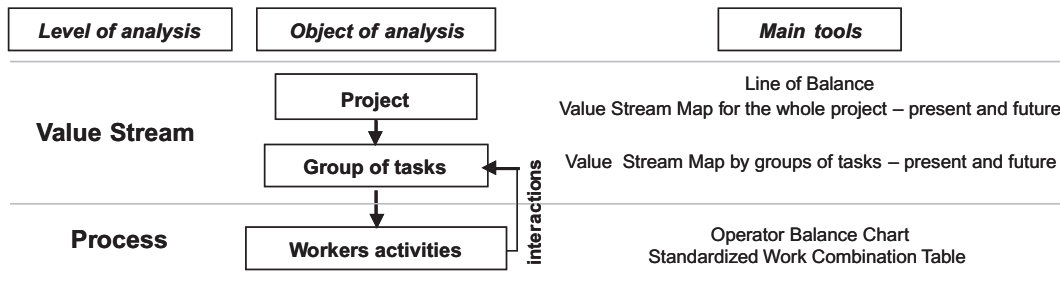 Level of analysis
Object of analysis
Main tools
Project
Line of Balance
Value Stream Map for the whole project – present and future
Value Stream
Group of tasks
Value Stream Map by groups of tasks – present and future
interactions
Process
Workers activities
Operator Balance Chart
Standardized Work Combination Table